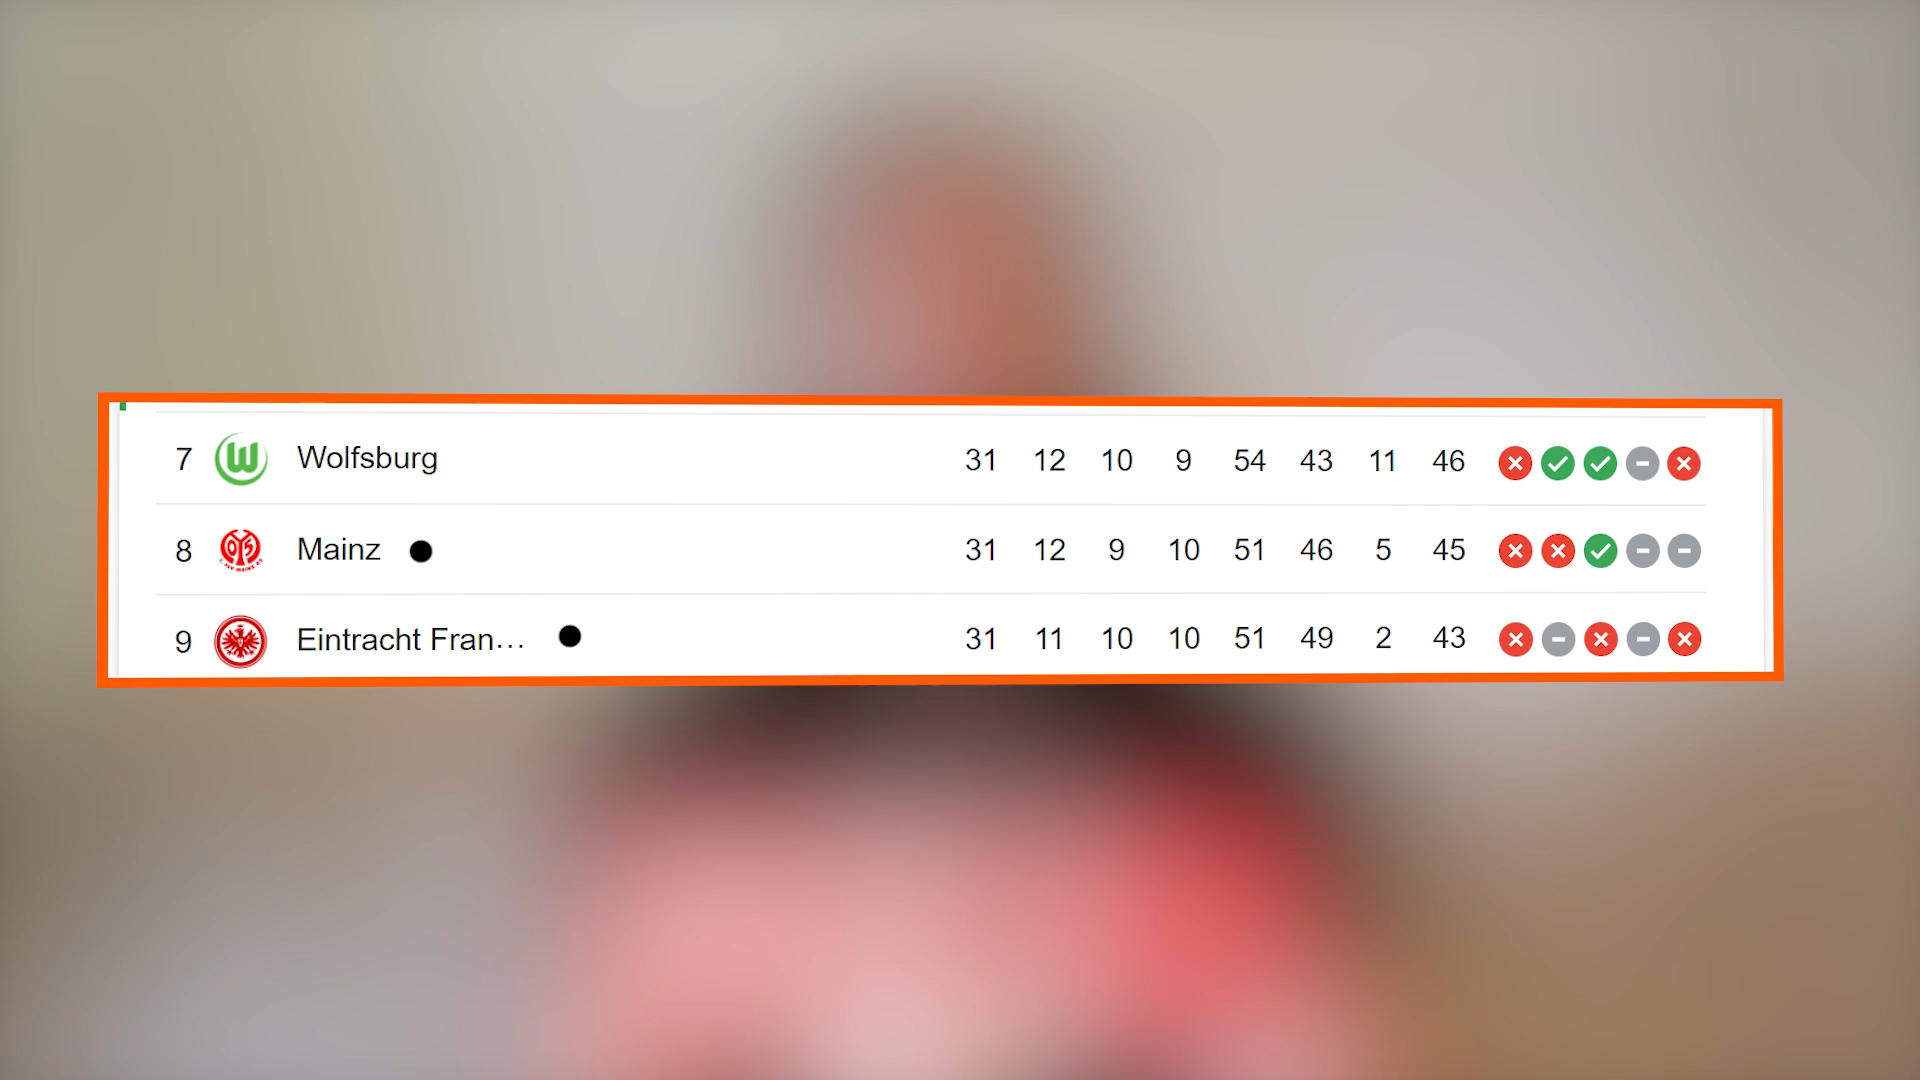 7 W Wolfsburg 31 12 10 9 54 43 11 46
8 Mainz 31 12 9 10 51 46 5 45
9 Eintracht Fran... 31 11 10 10 51 49 2 43